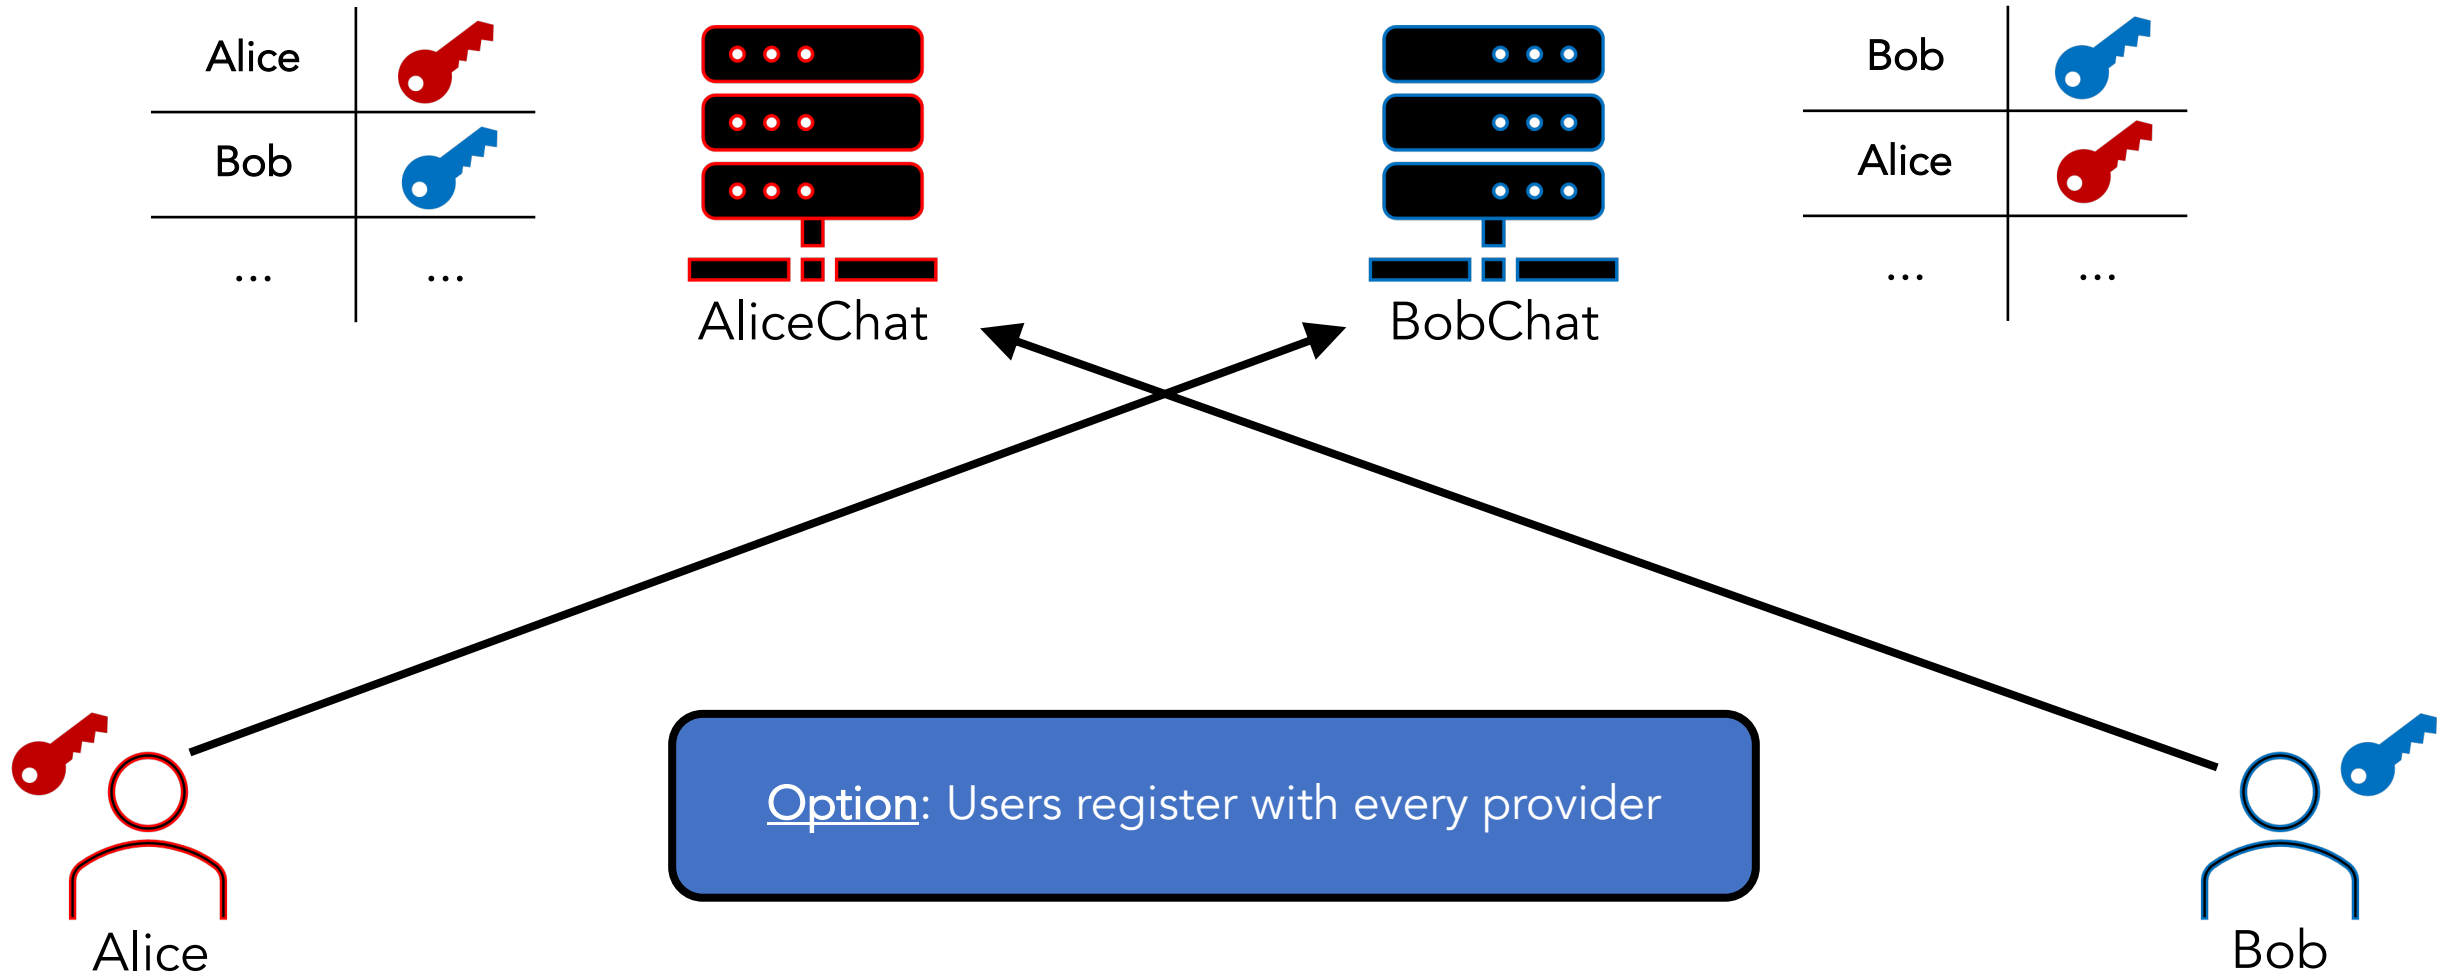 Alice
Bob
... ...
AliceChat
BobChat
Bob
Alice
... ...
Option: Users register with every provider
Alice
Bob